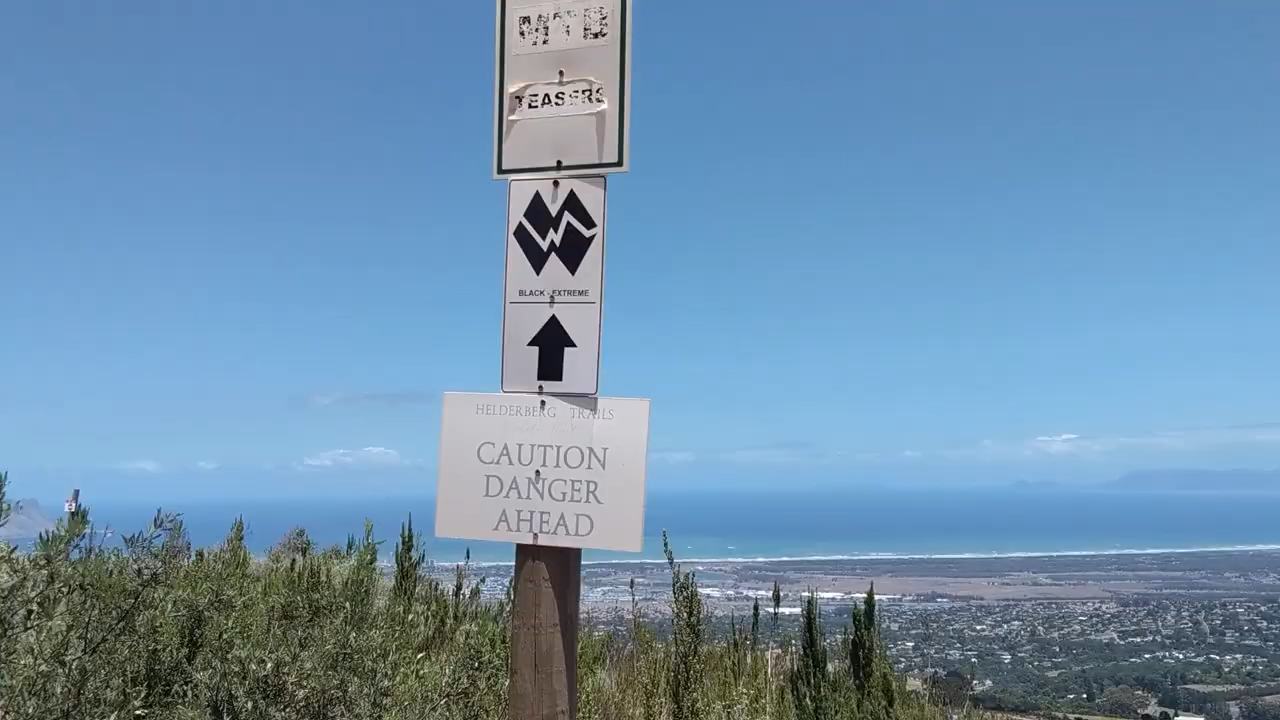 MTB
TEASERS
BLACK - EXTREME
HELDERBERG TRAILS
CAUTION
DANGER
AHEAD